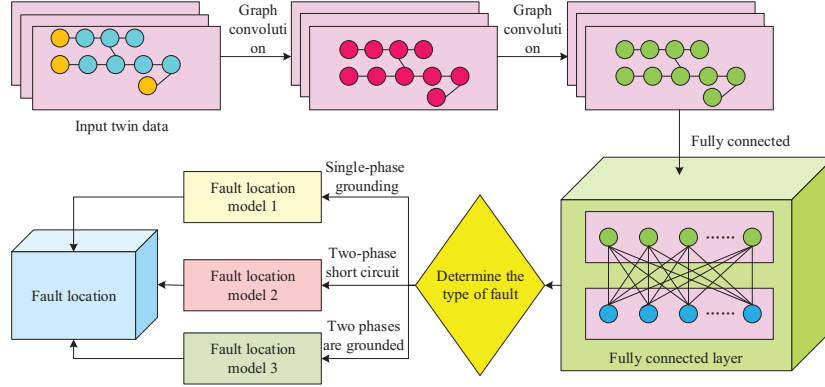 Graph
convoluti
on
Graph
convoluti
on
Input twin data
Fully connected
Single-phase
grounding
Fault location
model 1
Two-phase
short circuit
Fault location
model 2
Fault location
Determine the
type of fault
Two phases
are grounded
Fault location
model 3
Fully connected layer